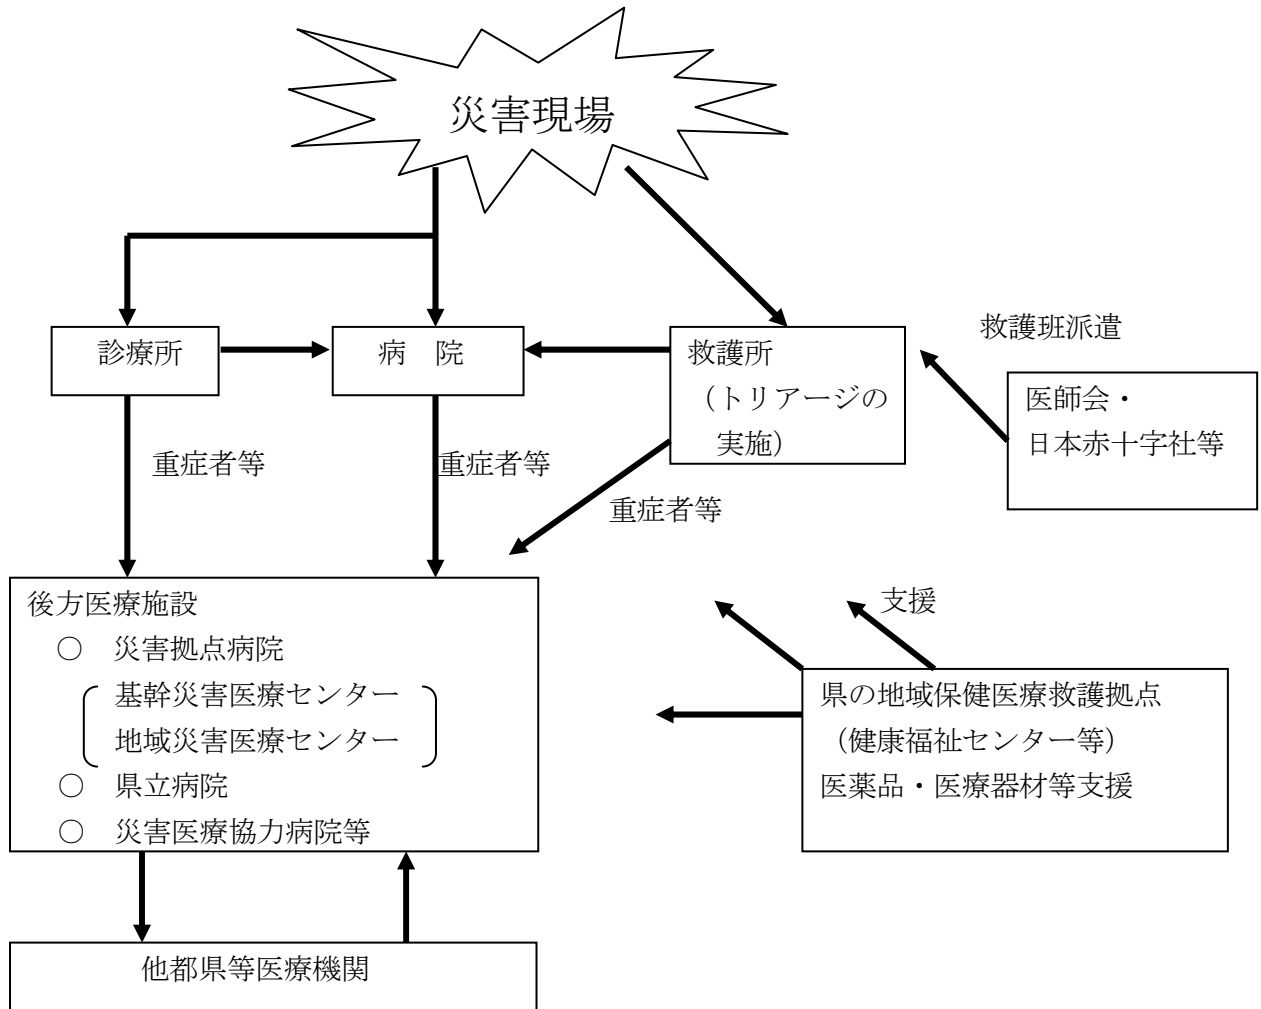 災害現場
診療所
病　院
救護所
（トリアージの
実施）
救護班派遣
医師会・
日本赤十字社等
重症者等
重症者等
重症者等
後方医療施設
○　災害拠点病院
基幹災害医療センター
地域災害医療センター
○　県立病院
○　災害医療協力病院等
支援
県の地域保健医療救護拠点
（健康福祉センター等）
医薬品・医療器材等支援
他都県等医療機関